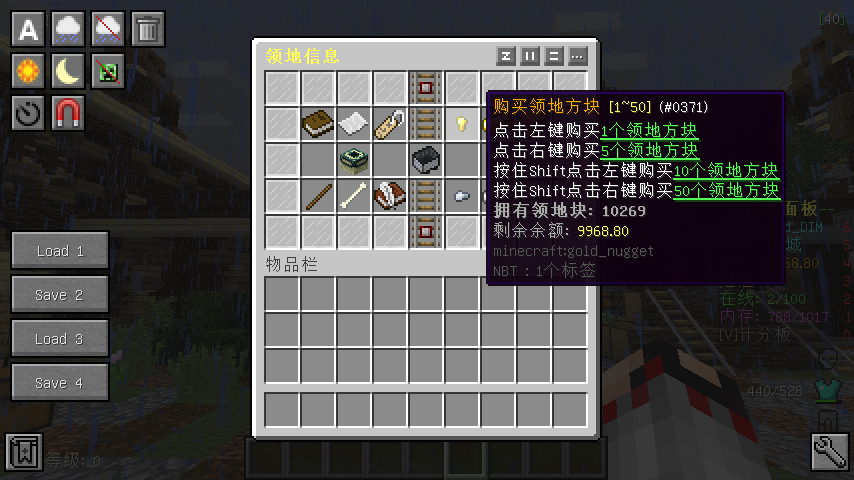 A
[40]
领地信息
购买领地方块 [1~50] (#0371)
点击左键购买1个领地方块
点击右键购买5个领地方块
按住Shift点击左键购买10个领地方块
按住Shift点击右键购买50个领地方块
拥有领地块: 10269
剩余余额: 9968.80
minecraft:gold_nugget
NBT：1个标签
物品栏
Load 1
Save 2
Load 3
Save 4
面板--
_DIM
城
58.80
在线: 2/100
内存: 788/1017
[V]计分板
440/528
等级: 0